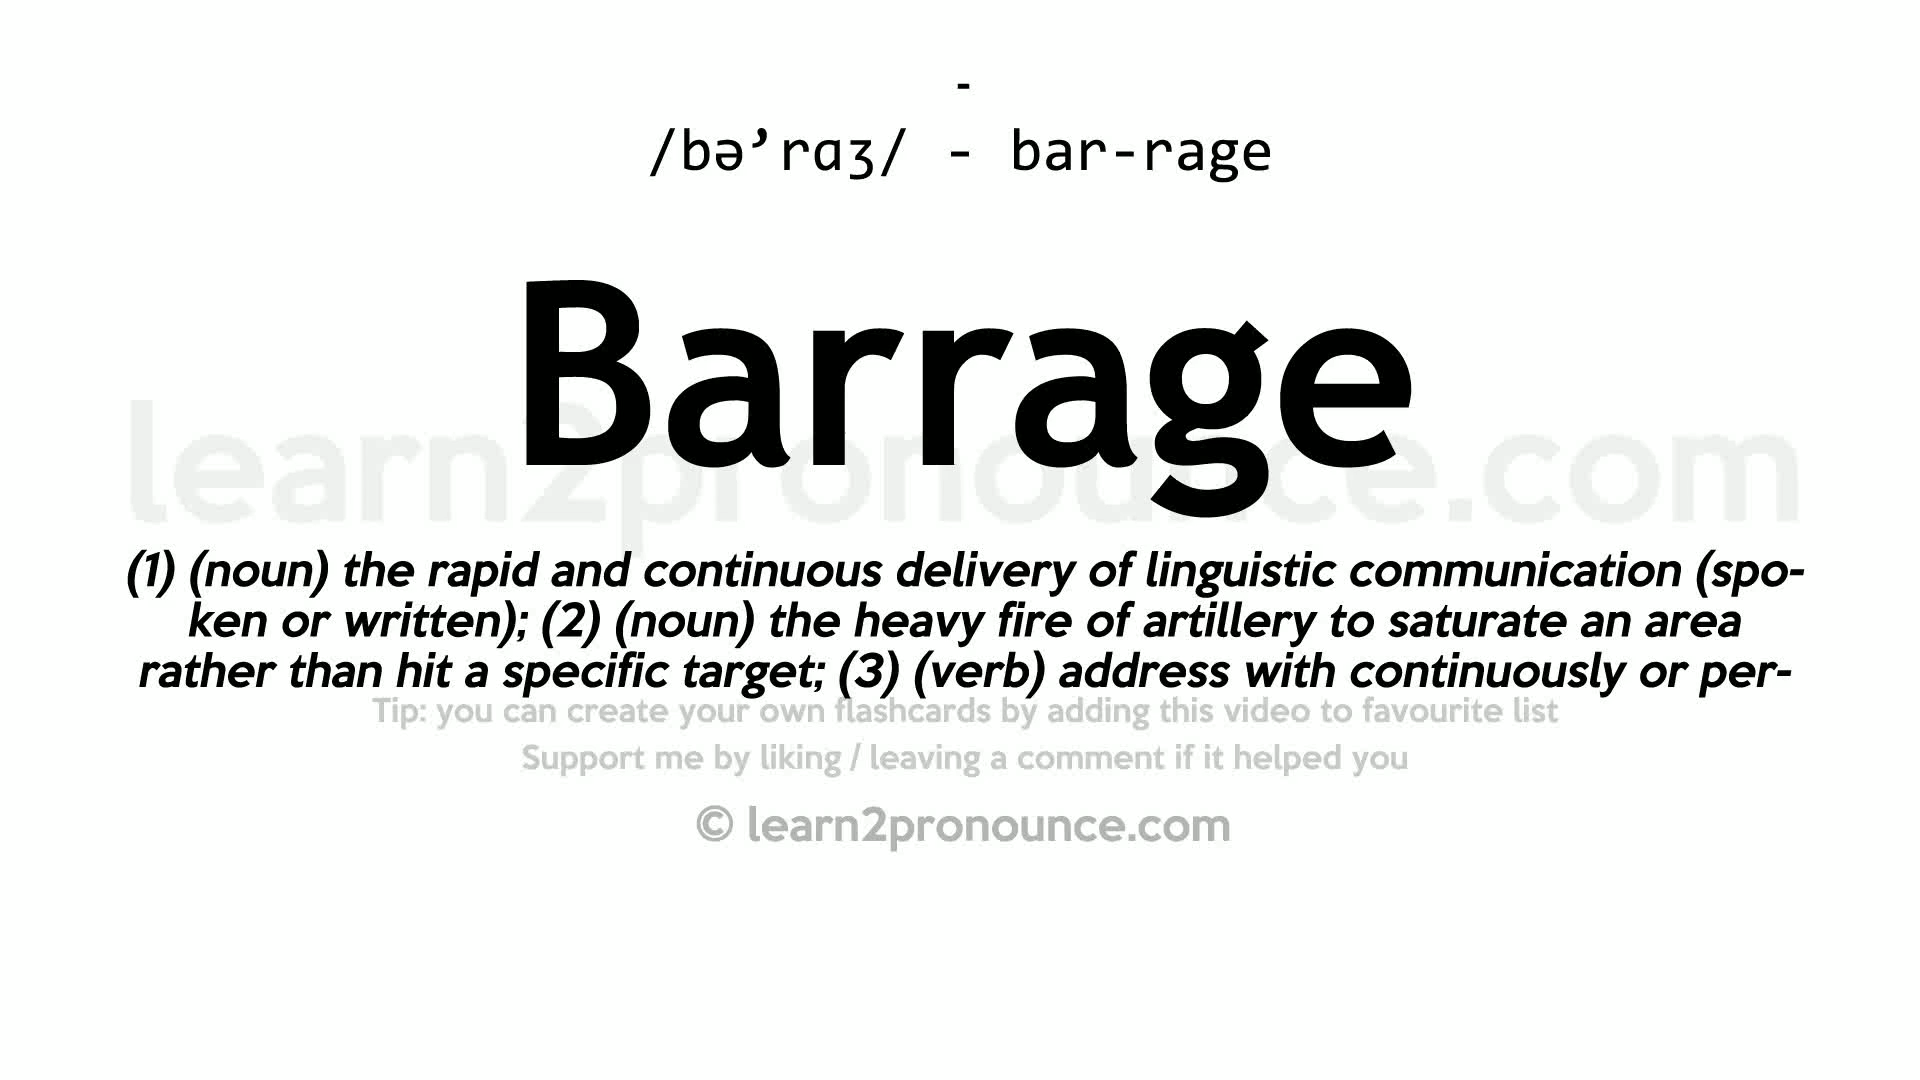 -
/bə’rɑʒ/ - bar-rage
Barrage
learn2pronounce.com
(1) (noun) the rapid and continuous delivery of linguistic communication (spo-
ken or written); (2) (noun) the heavy fire of artillery to saturate an area
rather than hit a specific target; (3) (verb) address with continuously or per-
Tip: you can create your own flashcards by adding this video to favourite list
Support me by liking / leaving a comment if it helped you
© learn2pronounce.com